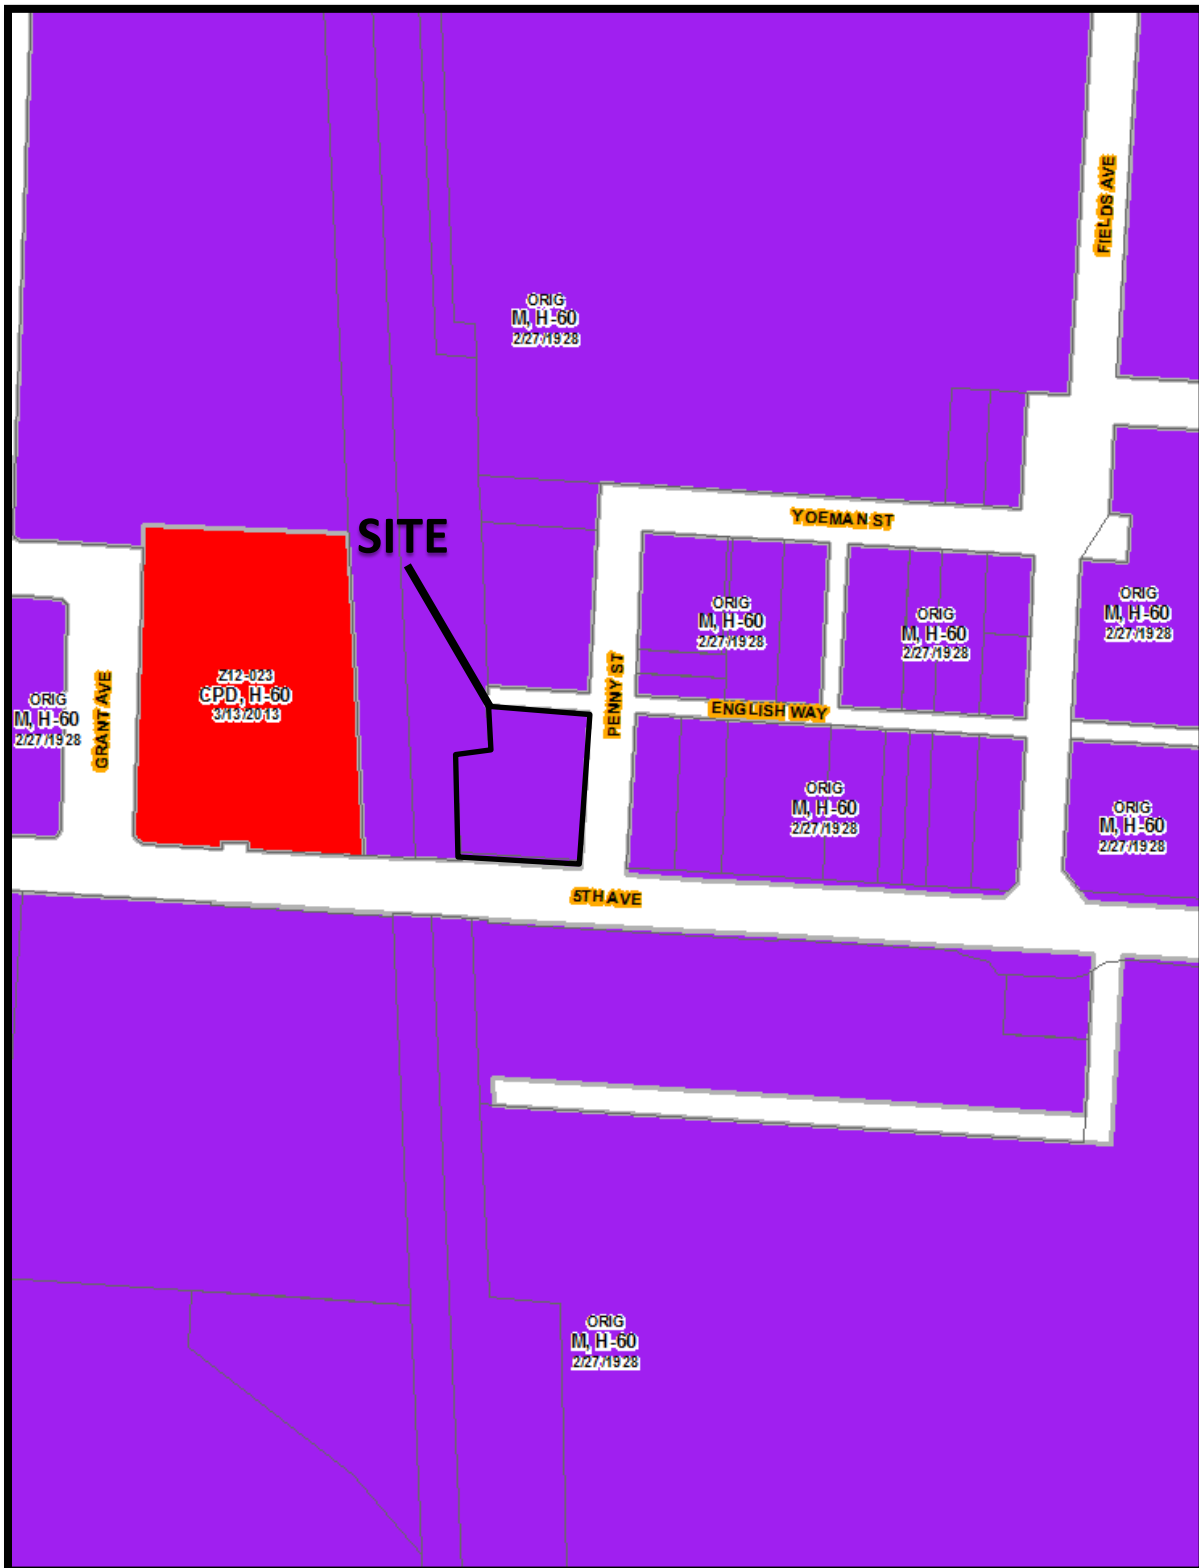 FIELDS AVE
ORIG
M, H-60
2/27/1928
YOEMAN ST
SITE
ORIG
M, H-60
2/27/1928
ORIG
M, H-60
2/27/1928
ORIG
M, H-60
2/27/1928
Z12-023
CPD, H-60
3/13/2013
ORIG
M, H-60
2/27/1928
GRANT AVE
PENNY ST
ENGLISH WAY
ORIG
M, H-60
2/27/1928
ORIG
M, H-60
2/27/1928
5TH AVE
ORIG
M, H-60
2/27/1928